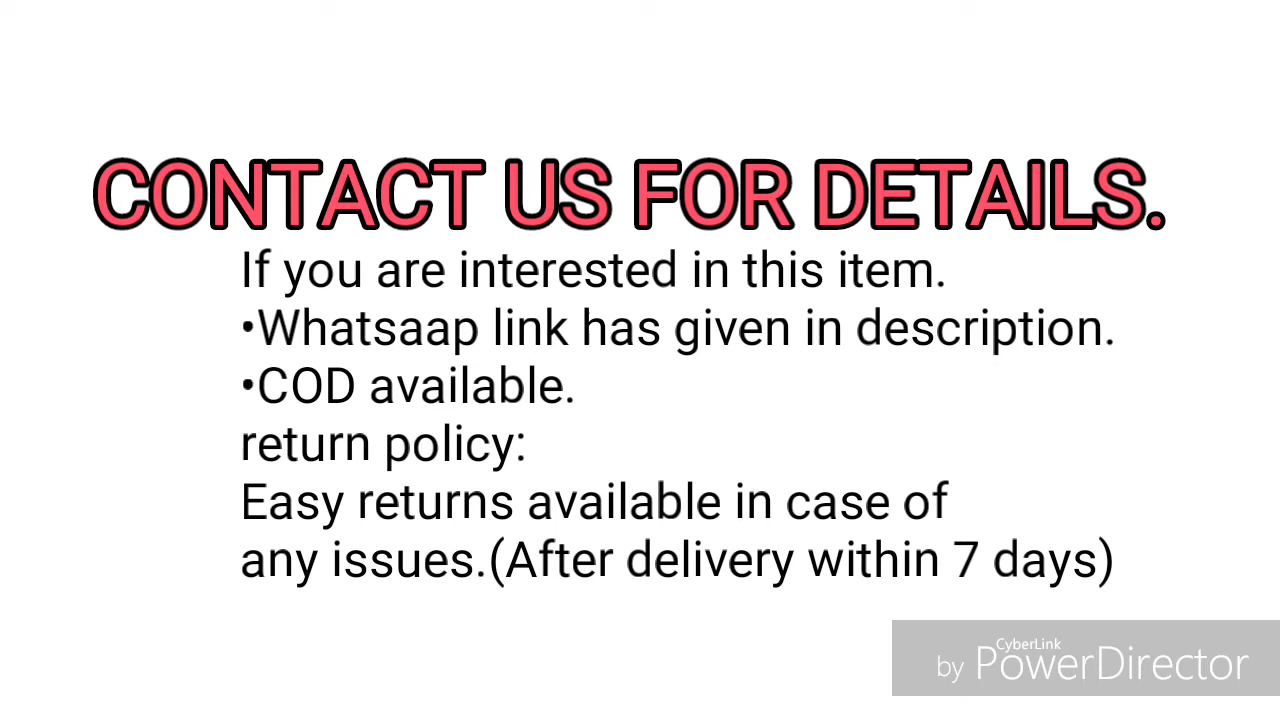 CONTACT US FOR DETAILS.
If you are interested in this item.
•Whatsaap link has given in description.
•COD available.
return policy:
Easy returns available in case of
any issues.(After delivery within 7 days)
CyberLink
by PowerDirector